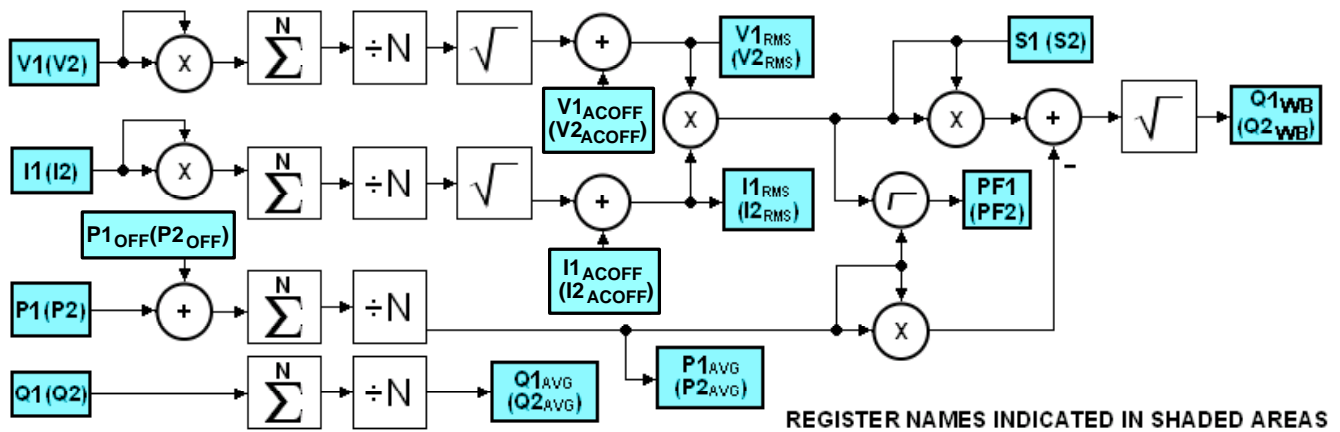 V1(V2)
X
N
∑
÷N
√
+
V1RMS
(V2RMS)
V1ACOFF
(V2ACOFF)
S1 (S2)
X
X
+
-
√
Q1WB
(Q2WB)
I1(I2)
X
N
∑
÷N
√
+
I1RMS
(I2RMS)
I1ACOFF
(I2ACOFF)
PF1
(PF2)
P1OFF(P2OFF)
P1(P2)
+
N
∑
÷N
X
P1AVG
(P2AVG)
Q1(Q2)
N
∑
÷N
Q1AVG
(Q2AVG)
REGISTER NAMES INDICATED IN SHADED AREAS